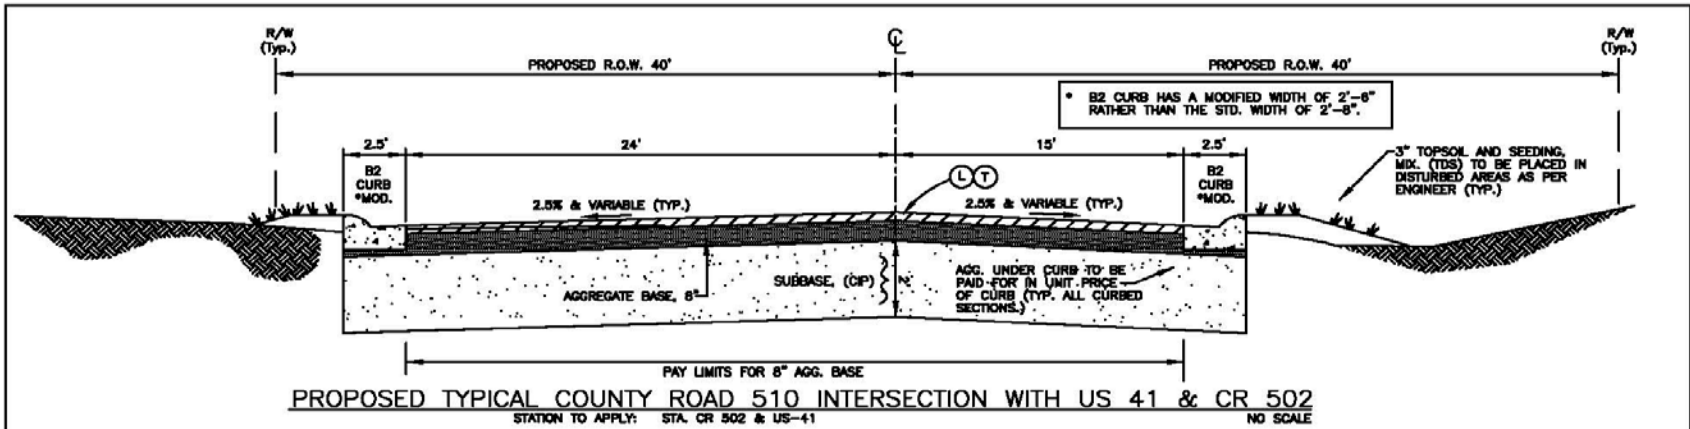 R/W
(Typ.)
℄
R/W
(Typ.)
PROPOSED R.O.W. 40'
PROPOSED R.O.W. 40'
* B2 CURB HAS A MODIFIED WIDTH OF 2'-6"
RATHER THAN THE STD. WIDTH OF 2'-8".
2.5'
24'
15'
2.5'
B2
CURB
*MOD.
B2
CURB
*MOD.
3" TOPSOIL AND SEEDING,
MIX. (TDS) TO BE PLACED IN
DISTURBED AREAS AS PER
ENGINEER (TYP.)
L T
2.5% & VARIABLE (TYP.)
2.5% & VARIABLE (TYP.)
AGGREGATE BASE, 8"
SUBBASE, (CIP)
2'
AGG. UNDER CURB TO BE
PAID FOR IN UNIT PRICE
OF CURB (TYP. ALL CURBED
SECTIONS.)
PAY LIMITS FOR 8" AGG. BASE
PROPOSED TYPICAL COUNTY ROAD 510 INTERSECTION WITH US 41 & CR 502
STATION TO APPLY: STA. CR 502 & US-41
NO SCALE